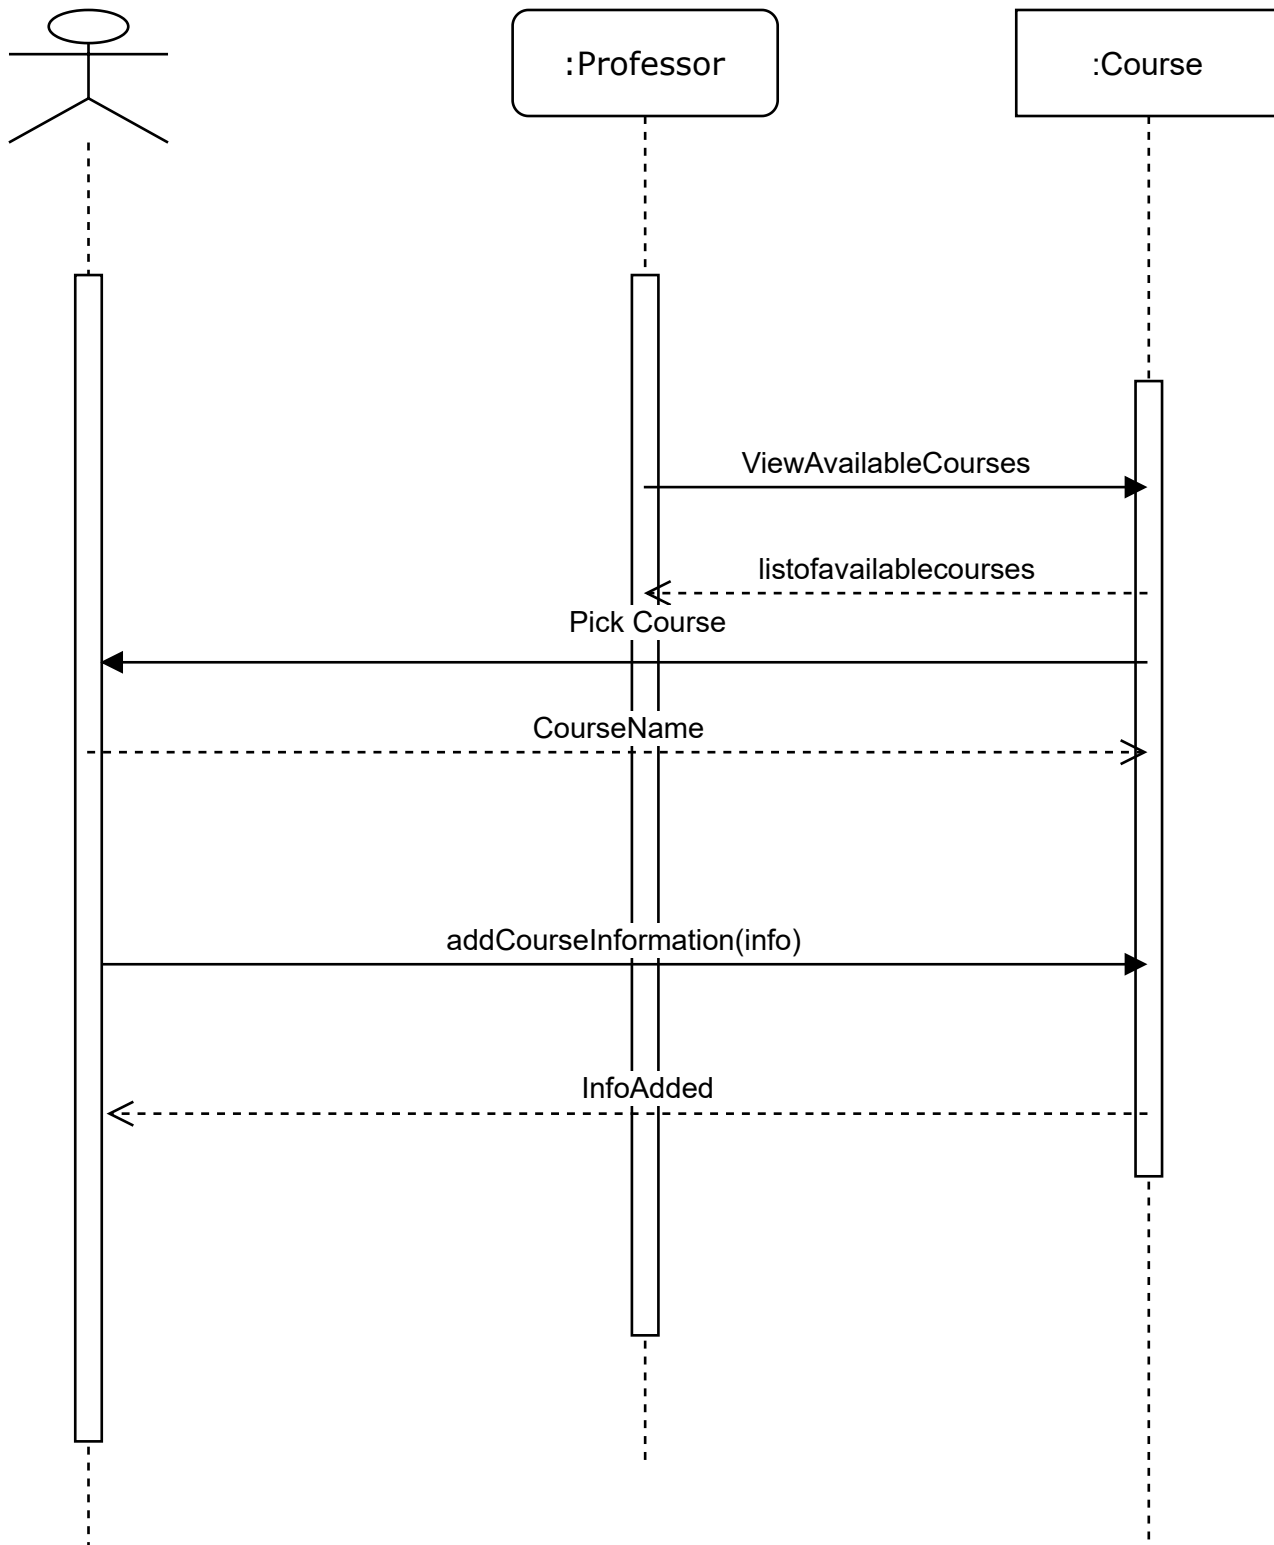 :Professor
:Course
ViewAvailableCourses
listofavailablecourses
Pick Course
CourseName
addCourseInformation(info)
InfoAdded